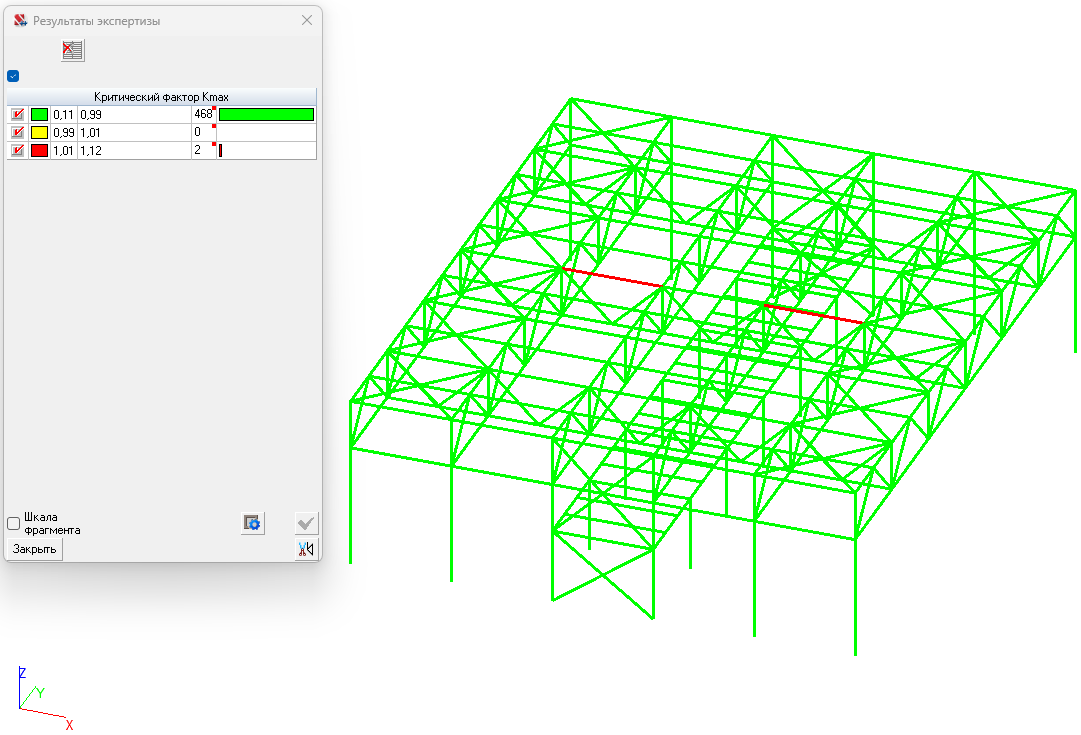 Результаты экспертизы
Критический фактор Kmax
0,11 0,99 468
0,99 1,01 0
1,01 1,12 2
Шкала
фрагмента
Закрыть
Z
Y
X